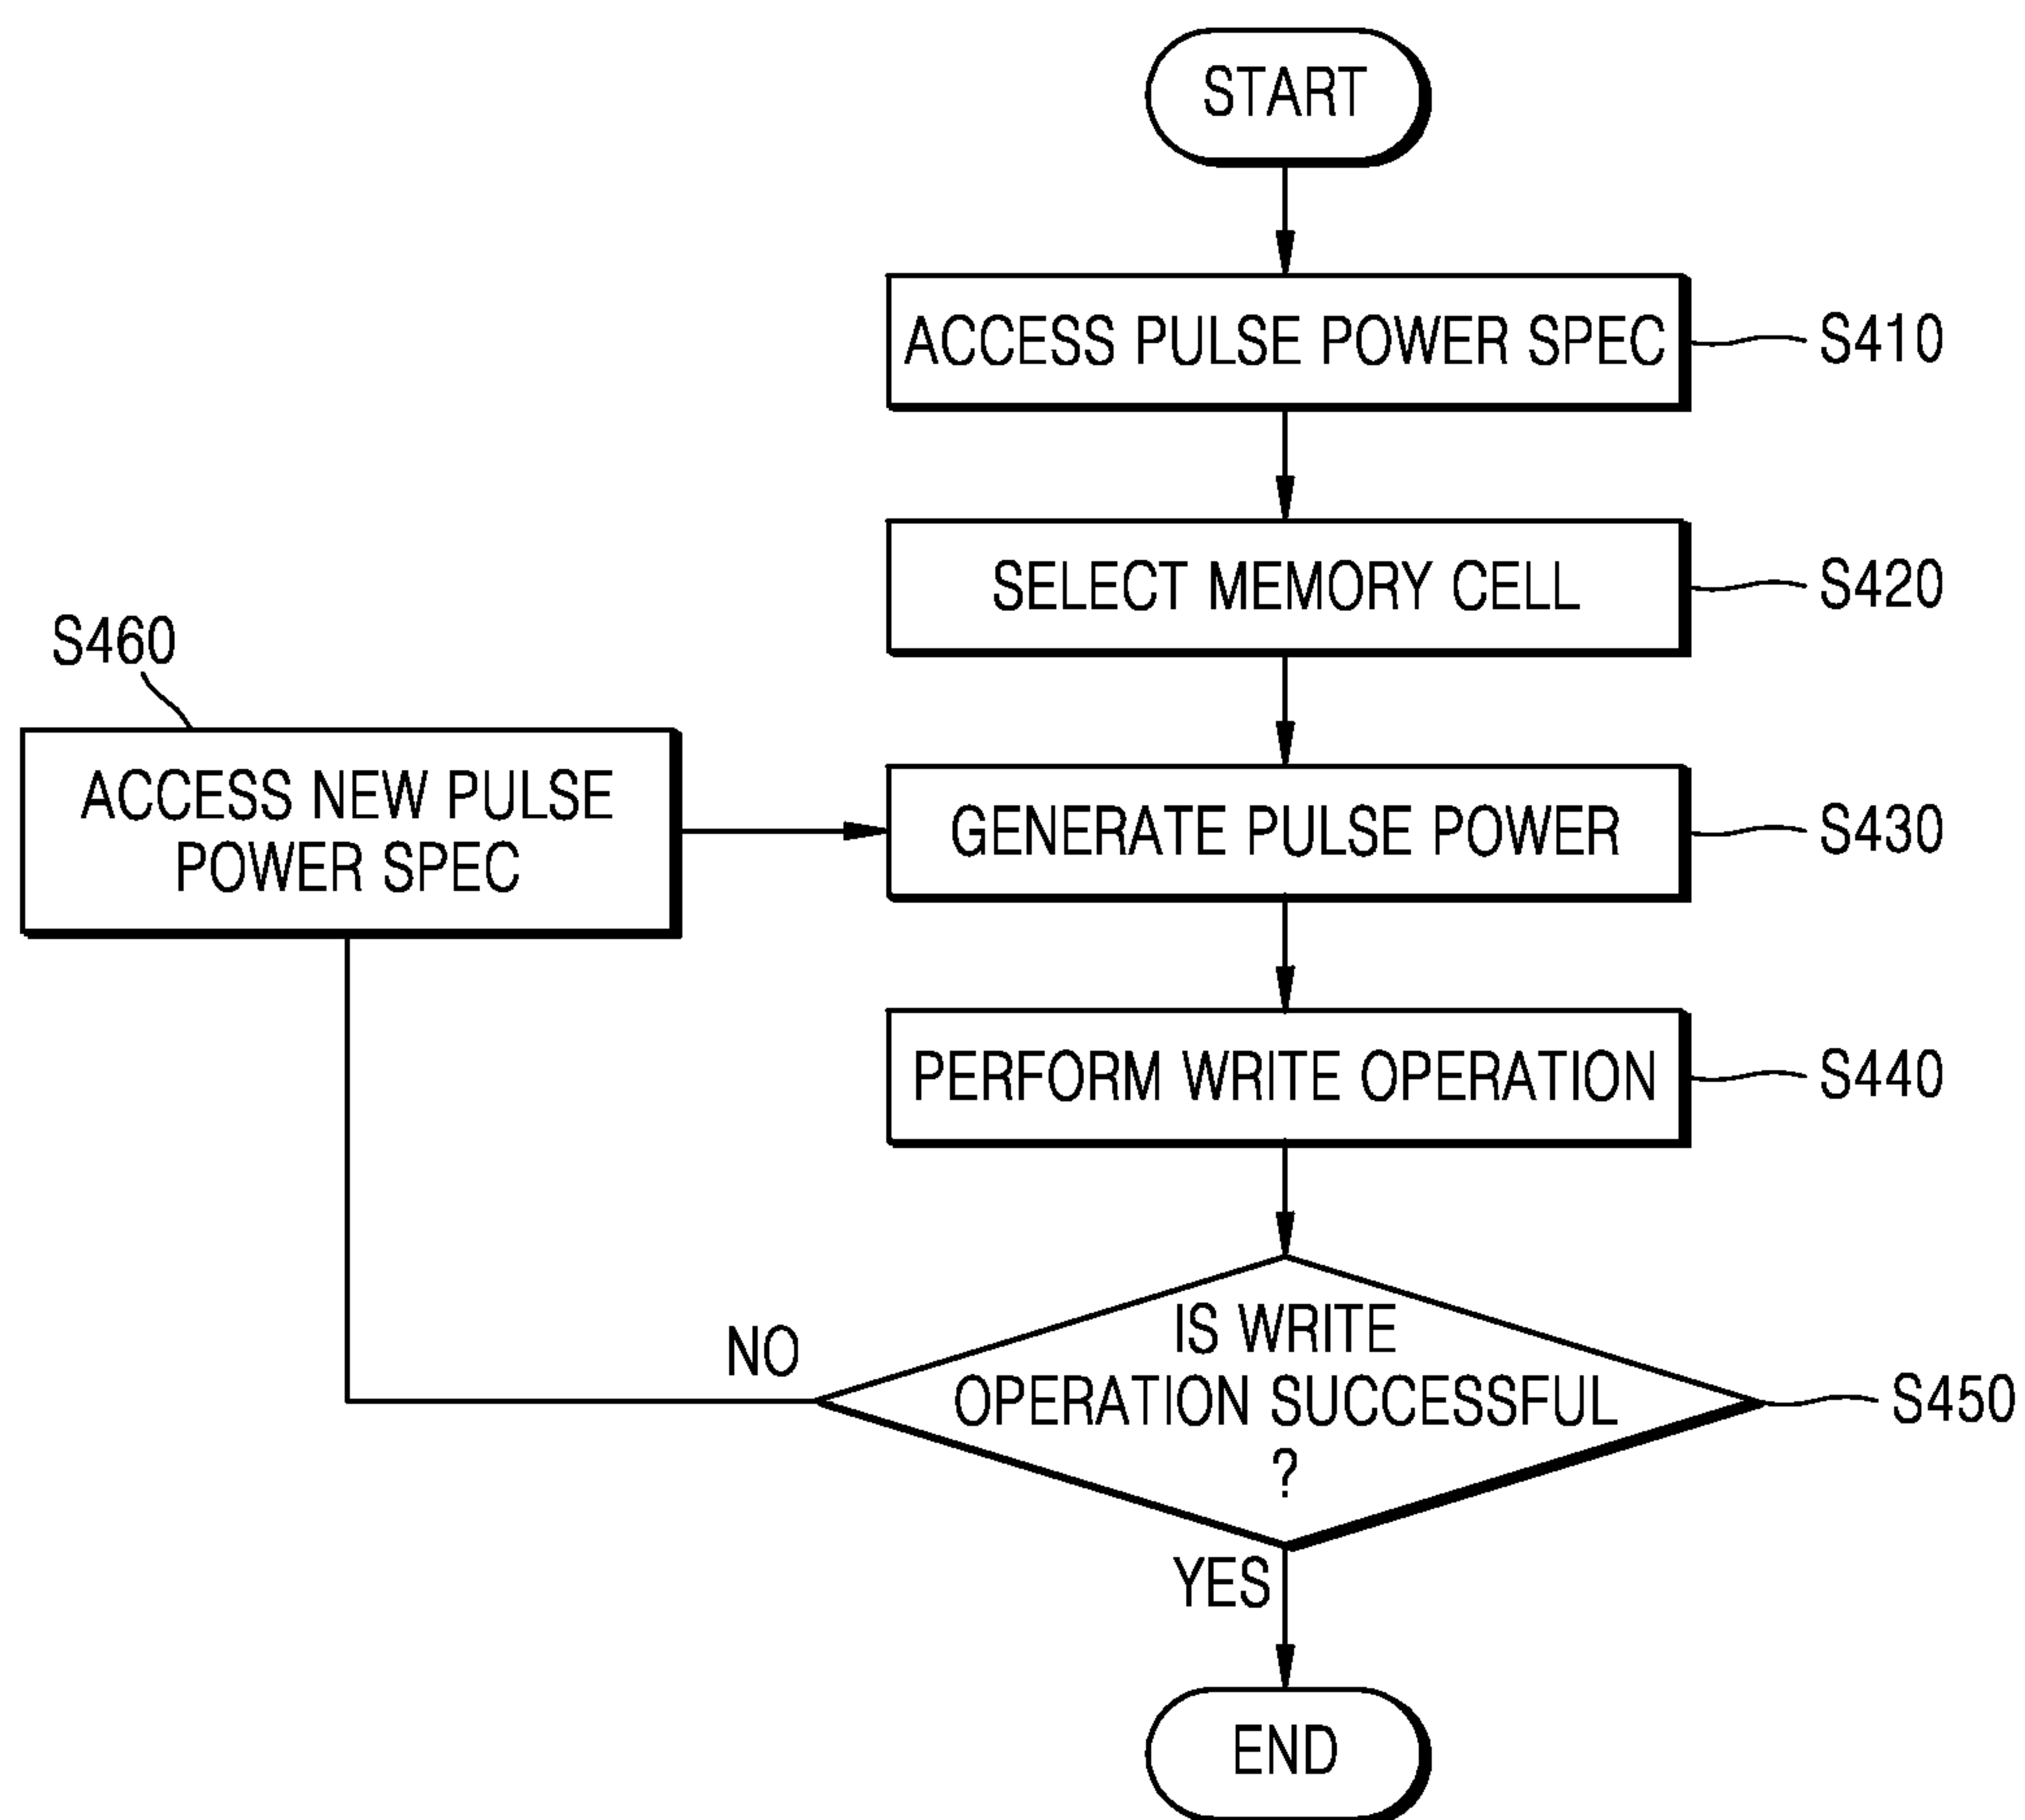 START
ACCESS PULSE POWER SPEC
S410
SELECT MEMORY CELL
S420
S460
ACCESS NEW PULSE
POWER SPEC
GENERATE PULSE POWER
S430
PERFORM WRITE OPERATION
S440
IS WRITE
OPERATION SUCCESSFUL
?
NO
S450
YES
END